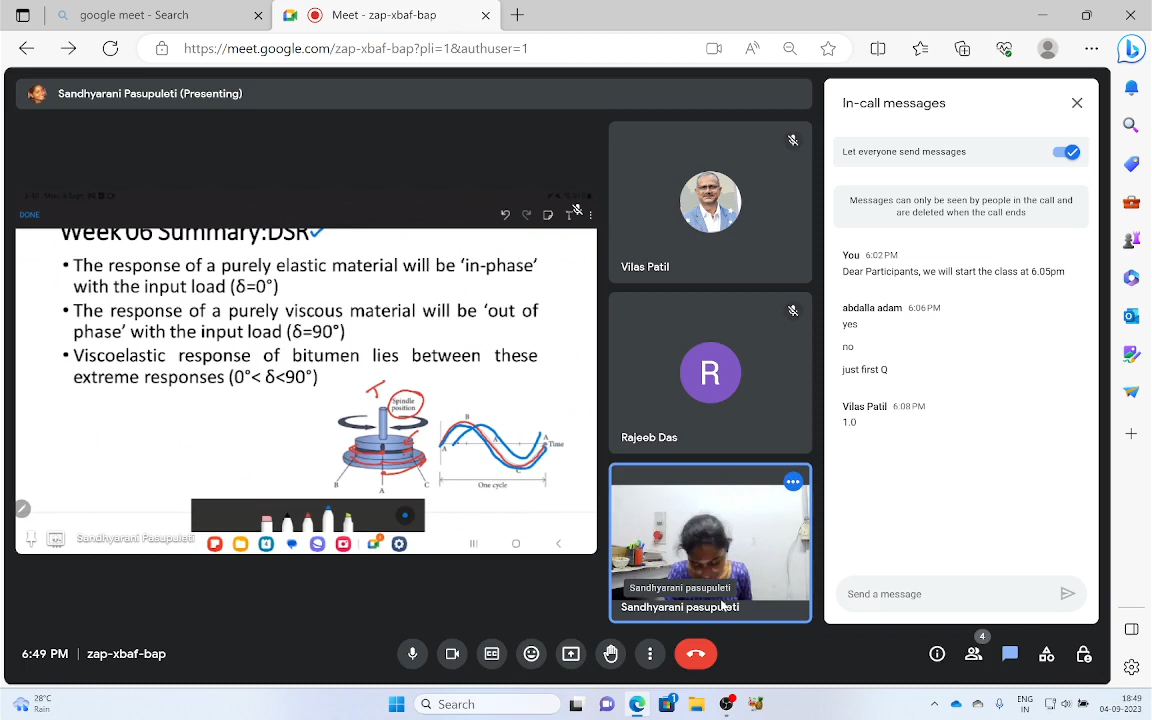 google meet - Search
Meet - zap-xbaf-bap
https://meet.google.com/zap-xbaf-bap?pli=1&authuser=1
Sandhyarani Pasupuleti (Presenting)
DONE
Week 06 Summary:DSR
• The response of a purely elastic material will be ‘in-phase’
with the input load (δ=0°)
• The response of a purely viscous material will be ‘out of
phase’ with the input load (δ=90°)
• Viscoelastic response of bitumen lies between these
extreme responses (0°< δ<90°)
T
Spindle
position
B
A
C
B
A
A
A
C
Time
One cycle
Sandhyarani Pasupuleti
Vilas Patil
R
Rajeeb Das
Sandhyarani pasupuleti
Sandhyarani pasupuleti
In-call messages
Let everyone send messages
Messages can only be seen by people in the call and
are deleted when the call ends
You 6:02 PM
Dear Participants, we will start the class at 6.05pm
abdalla adam 6:06 PM
yes
no
just first Q
Vilas Patil 6:08 PM
1.0
Send a message
6:49 PM | zap-xbaf-bap
4
28°C
Rain
Search
1
ENG
IN
18:49
04-09-2023